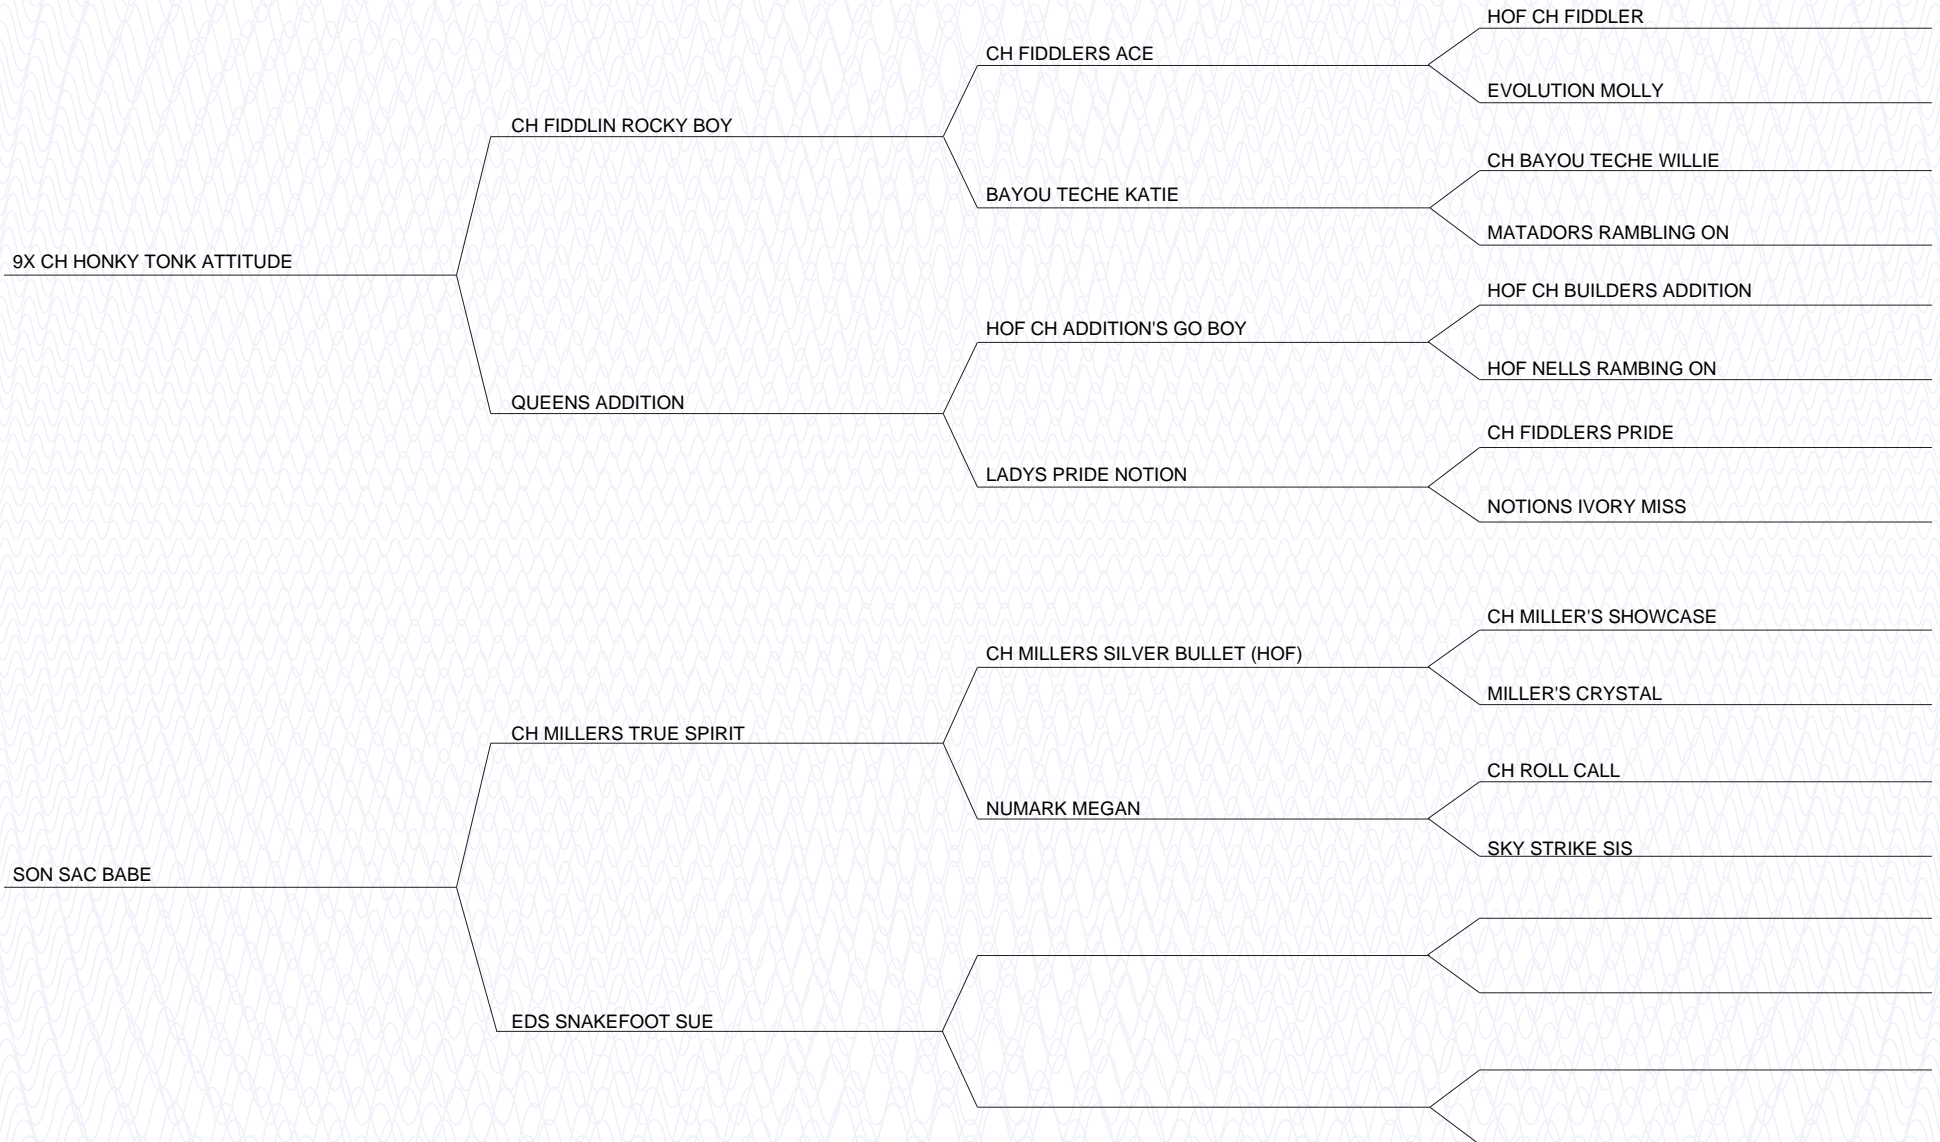 HOF CH FIDDLER
CH FIDDLERS ACE
EVOLUTION MOLLY
CH FIDDLIN ROCKY BOY
CH BAYOU TECHE WILLIE
BAYOU TECHE KATIE
MATADORS RAMBLING ON
9X CH HONKY TONK ATTITUDE
HOF CH BUILDERS ADDITION
HOF CH ADDITION'S GO BOY
HOF NELLS RAMBING ON
QUEENS ADDITION
CH FIDDLERS PRIDE
LADYS PRIDE NOTION
NOTIONS IVORY MISS
CH MILLER'S SHOWCASE
CH MILLERS SILVER BULLET (HOF)
MILLER'S CRYSTAL
CH MILLERS TRUE SPIRIT
CH ROLL CALL
NUMARK MEGAN
SKY STRIKE SIS
SON SAC BABE
EDS SNAKEFOOT SUE